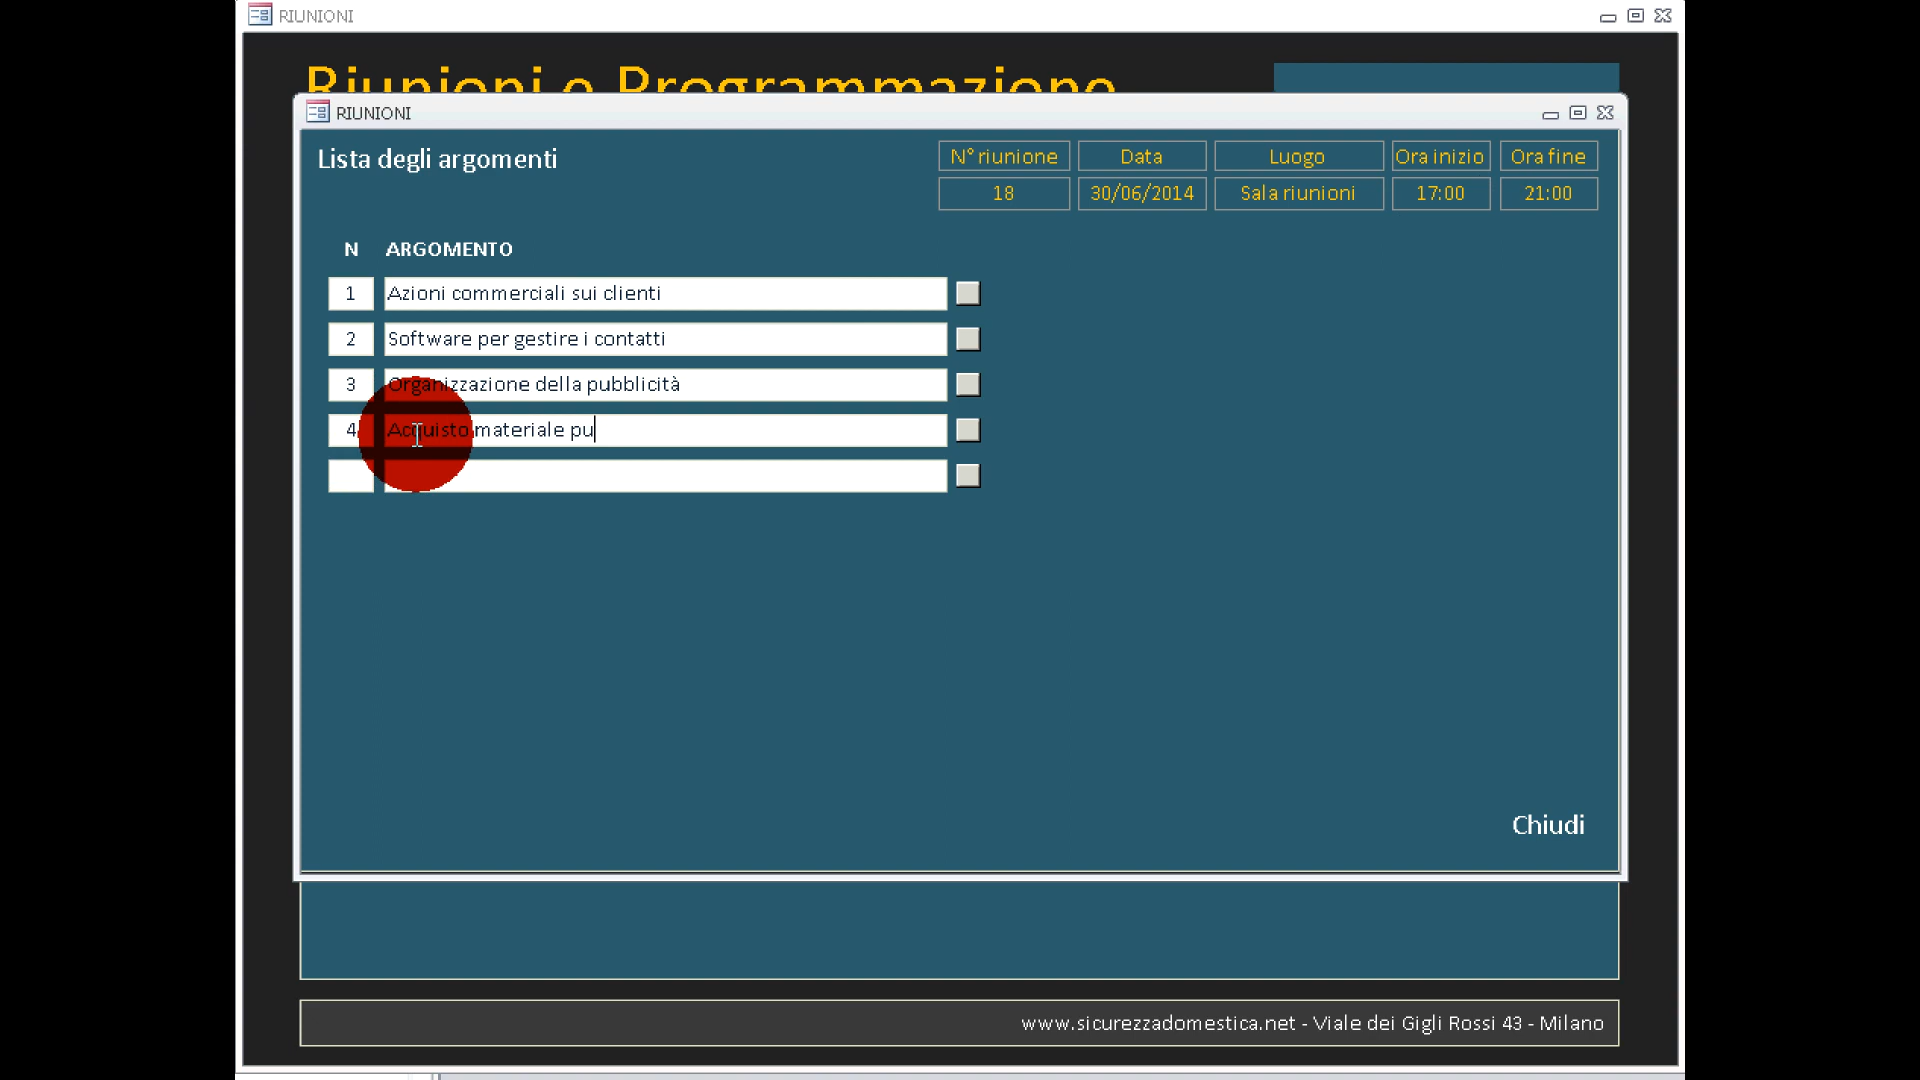 RIUNIONI
Riunioni e Programmazione
RIUNIONI
Lista degli argomenti
N° riunione Data Luogo Ora inizio Ora fine
18 30/06/2014 Sala riunioni 17:00 21:00
N ARGOMENTO
1 Azioni commerciali sui clienti
2 Software per gestire i contatti
3 Organizzazione della pubblicità
4 Acquisto materiale pu
Chiudi
www.sicurezzadomestica.net - Viale dei Gigli Rossi 43 - Milano